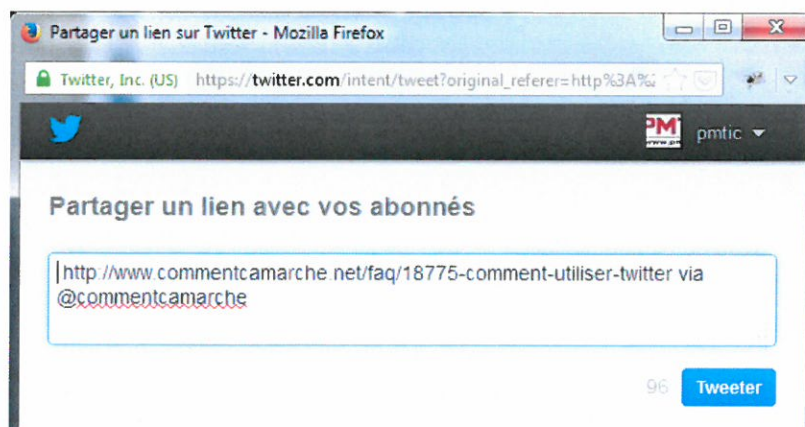 Partager un lien sur Twitter - Mozilla Firefox
Twitter, Inc. (US) https://twitter.com/intent/tweet?original_referer=http%3A%2
PM
pmtic
Partager un lien avec vos abonnés
http://www.commentcamarche.net/faq/18775-comment-utiliser-twitter via
@commentcamarche
96 Tweeter